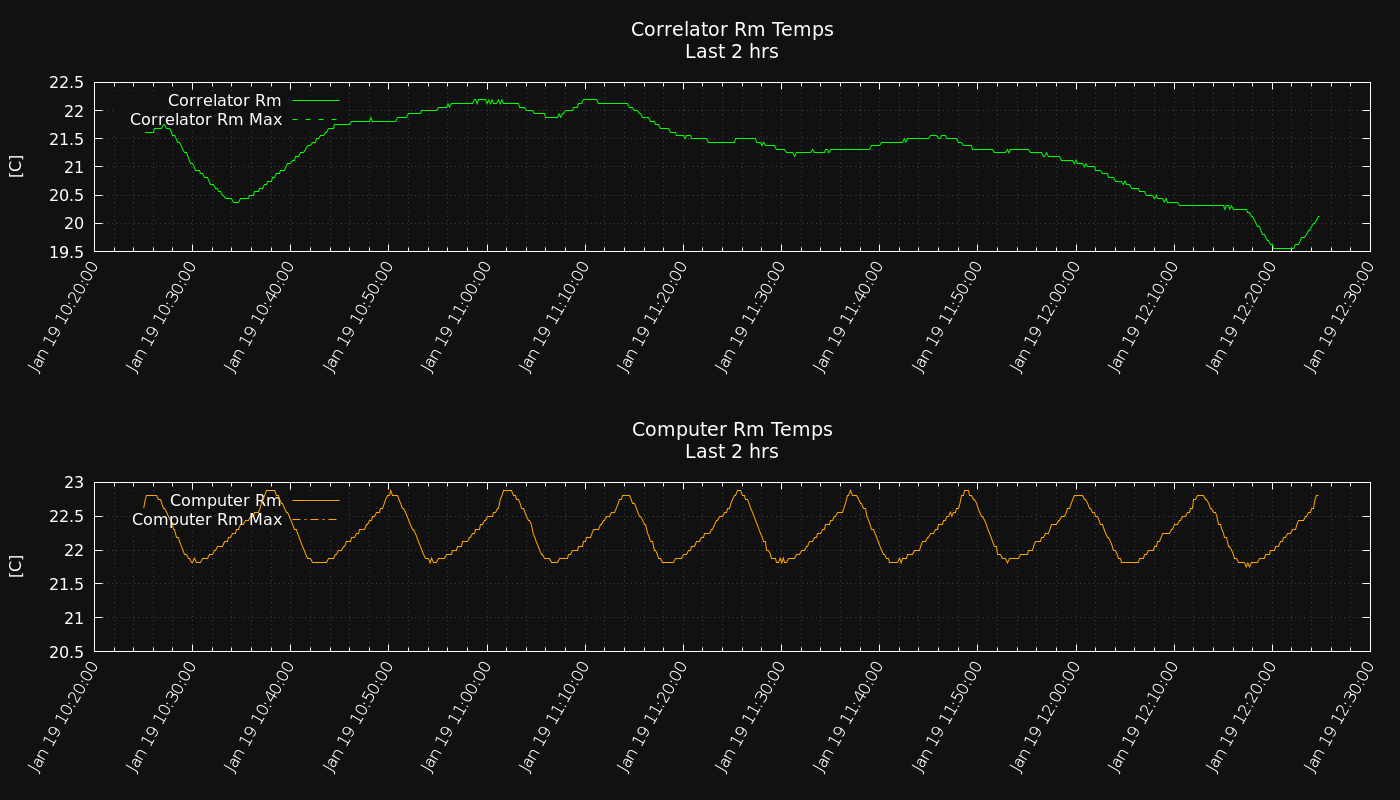 Correlator Rm Temps
Last 2 hrs
22.5
22
21.5
21
20.5
20
19.5
[C]
Correlator Rm
Correlator Rm Max
Jan 19 10:20:00
Jan 19 10:30:00
Jan 19 10:40:00
Jan 19 10:50:00
Jan 19 11:00:00
Jan 19 11:10:00
Jan 19 11:20:00
Jan 19 11:30:00
Jan 19 11:40:00
Jan 19 11:50:00
Jan 19 12:00:00
Jan 19 12:10:00
Jan 19 12:20:00
Jan 19 12:30:00
Computer Rm Temps
Last 2 hrs
23
22.5
22
21.5
21
20.5
[C]
Computer Rm
Computer Rm Max
Jan 19 10:20:00
Jan 19 10:30:00
Jan 19 10:40:00
Jan 19 10:50:00
Jan 19 11:00:00
Jan 19 11:10:00
Jan 19 11:20:00
Jan 19 11:30:00
Jan 19 11:40:00
Jan 19 11:50:00
Jan 19 12:00:00
Jan 19 12:10:00
Jan 19 12:20:00
Jan 19 12:30:00